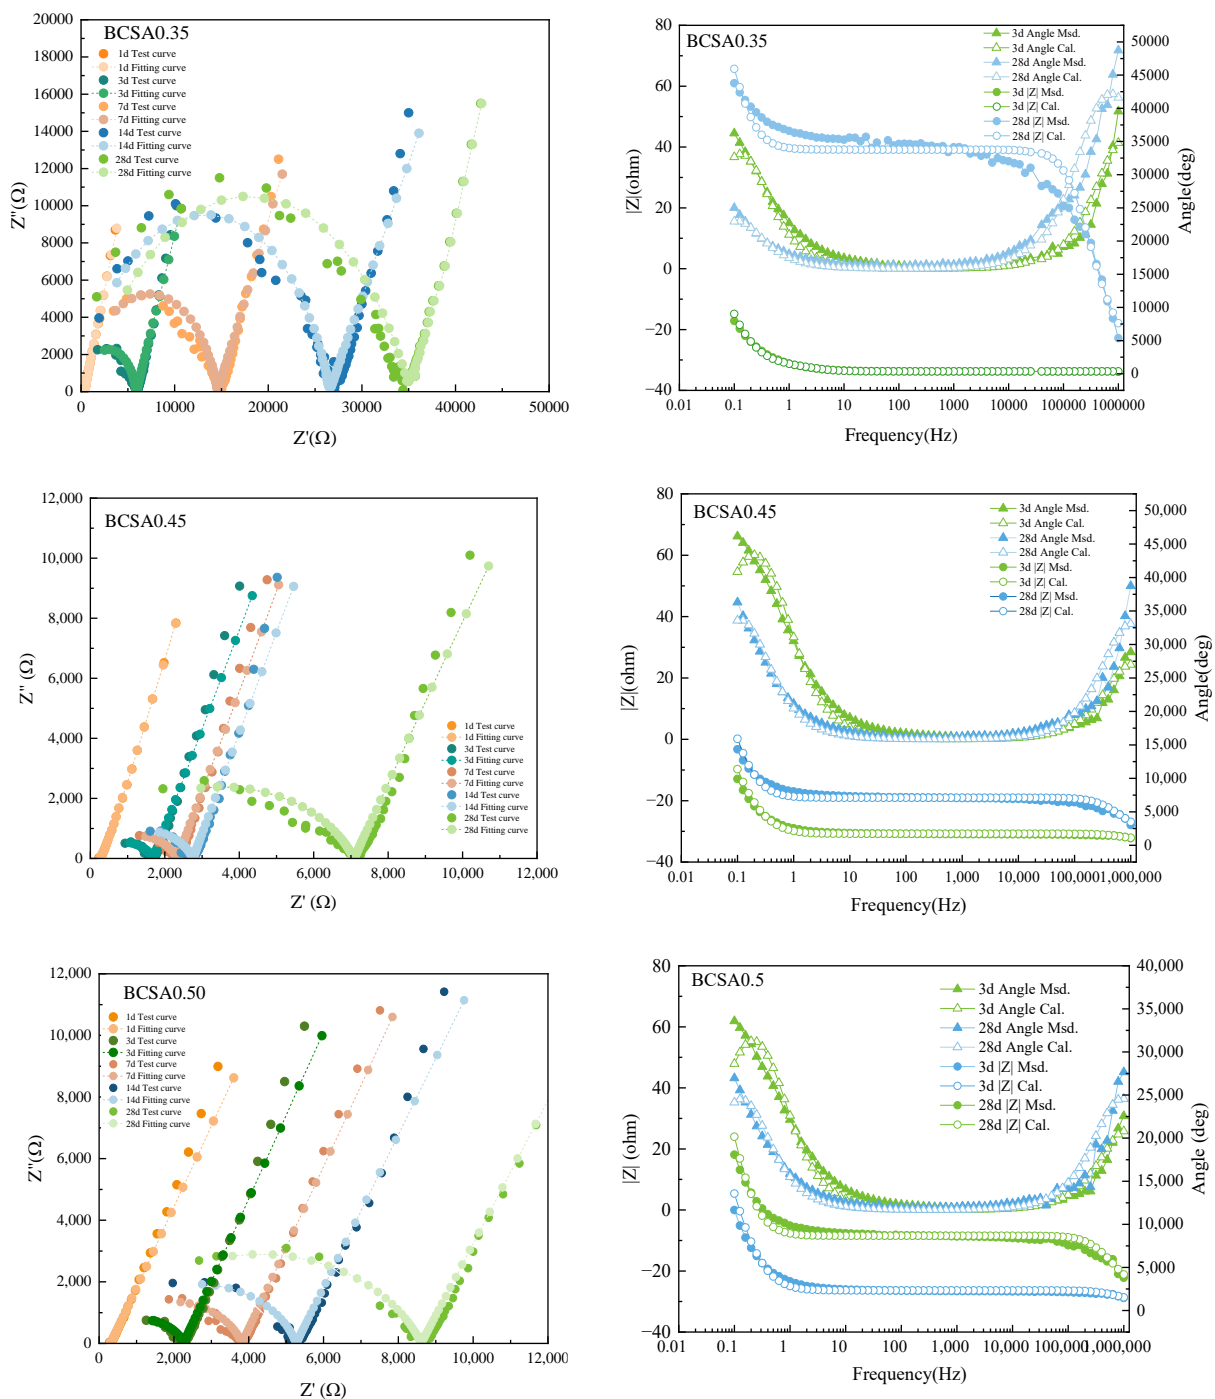 BCSA0.35
1d Test curve
1d Fitting curve
3d Test curve
3d Fitting curve
7d Test curve
7d Fitting curve
14d Test curve
14d Fitting curve
28d Test curve
28d Fitting curve
20000
18000
16000
14000
12000
10000
8000
6000
4000
2000
0
Z''(Ω)
0 10000 20000 30000 40000 50000
Z'(Ω)
BCSA0.35
3d Angle Msd.
3d Angle Cal.
28d Angle Msd.
28d Angle Cal.
3d |Z| Msd.
3d |Z| Cal.
28d |Z| Msd.
28d |Z| Cal.
80
60
40
20
0
−20
−40
|Z|(ohm)
50000
45000
40000
35000
30000
25000
20000
15000
10000
5000
0
Angle(deg)
0.01 0.1 1 10 100 1000 10000 100000 1000000
Frequency(Hz)
BCSA0.45
12,000
10,000
8,000
6,000
4,000
2,000
0
Z'' (Ω)
1d Test curve
1d Fitting curve
3d Test curve
3d Fitting curve
7d Test curve
7d Fitting curve
14d Test curve
14d Fitting curve
28d Test curve
28d Fitting curve
0 2,000 4,000 6,000 8,000 10,000 12,000
Z' (Ω)
BCSA0.45
3d Angle Msd.
3d Angle Cal.
28d Angle Msd.
28d Angle Cal.
3d |Z| Msd.
3d |Z| Cal.
28d |Z| Msd.
28d |Z| Cal.
80
60
40
20
0
−20
−40
|Z|(ohm)
50,000
45,000
40,000
35,000
30,000
25,000
20,000
15,000
10,000
5,000
0
Angle(deg)
0.01 0.1 1 10 100 1,000 10,000 100,000 1,000,000
Frequency(Hz)
BCSA0.50
1d Test curve
1d Fitting curve
3d Test curve
3d Fitting curve
7d Test curve
7d Fitting curve
14d Test curve
14d Fitting curve
28d Test curve
28d Fitting curve
12,000
10,000
8,000
6,000
4,000
2,000
0
Z''(Ω)
0 2,000 4,000 6,000 8,000 10,000 12,000
Z' (Ω)
BCSA0.5
3d Angle Msd.
3d Angle Cal.
28d Angle Msd.
28d Angle Cal.
3d |Z| Msd.
3d |Z| Cal.
28d |Z| Msd.
28d |Z| Cal.
80
60
40
20
0
−20
−40
|Z| (ohm)
40,000
35,000
30,000
25,000
20,000
15,000
10,000
5,000
0
Angle (deg)
0.01 0.1 1 10 100 1,000 10,000 100,000 1,000,000
Frequency(Hz)